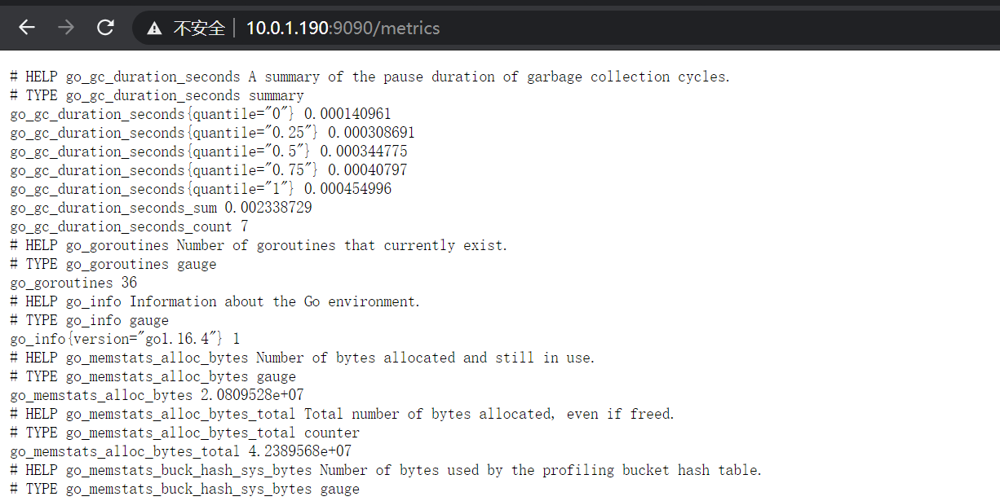 不安全 | 10.0.1.190:9090/metrics
# HELP go_gc_duration_seconds A summary of the pause duration of garbage collection cycles.
# TYPE go_gc_duration_seconds summary
go_gc_duration_seconds{quantile="0"} 0.000140961
go_gc_duration_seconds{quantile="0.25"} 0.000308691
go_gc_duration_seconds{quantile="0.5"} 0.000344775
go_gc_duration_seconds{quantile="0.75"} 0.00040797
go_gc_duration_seconds{quantile="1"} 0.000454996
go_gc_duration_seconds_sum 0.002338729
go_gc_duration_seconds_count 7
# HELP go_goroutines Number of goroutines that currently exist.
# TYPE go_goroutines gauge
go_goroutines 36
# HELP go_info Information about the Go environment.
# TYPE go_info gauge
go_info{version="go1.16.4"} 1
# HELP go_memstats_alloc_bytes Number of bytes allocated and still in use.
# TYPE go_memstats_alloc_bytes gauge
go_memstats_alloc_bytes 2.0809528e+07
# HELP go_memstats_alloc_bytes_total Total number of bytes allocated, even if freed.
# TYPE go_memstats_alloc_bytes_total counter
go_memstats_alloc_bytes_total 4.2389568e+07
# HELP go_memstats_buck_hash_sys_bytes Number of bytes used by the profiling bucket hash table.
# TYPE go_memstats_buck_hash_sys_bytes gauge